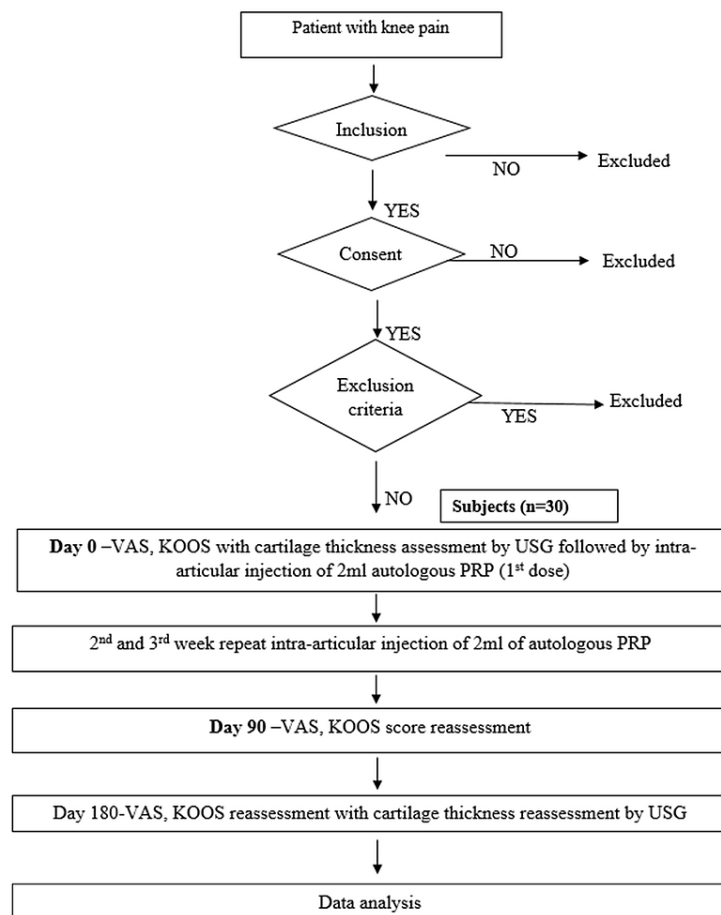 Patient with knee pain
Inclusion
NO
Excluded
YES
Consent
NO
Excluded
YES
Exclusion
criteria
YES
Excluded
NO
Subjects (n=30)
Day 0 –VAS, KOOS with cartilage thickness assessment by USG followed by intra-
articular injection of 2ml autologous PRP (1st dose)
2nd and 3rd week repeat intra-articular injection of 2ml of autologous PRP
Day 90 –VAS, KOOS score reassessment
Day 180-VAS, KOOS reassessment with cartilage thickness reassessment by USG
Data analysis